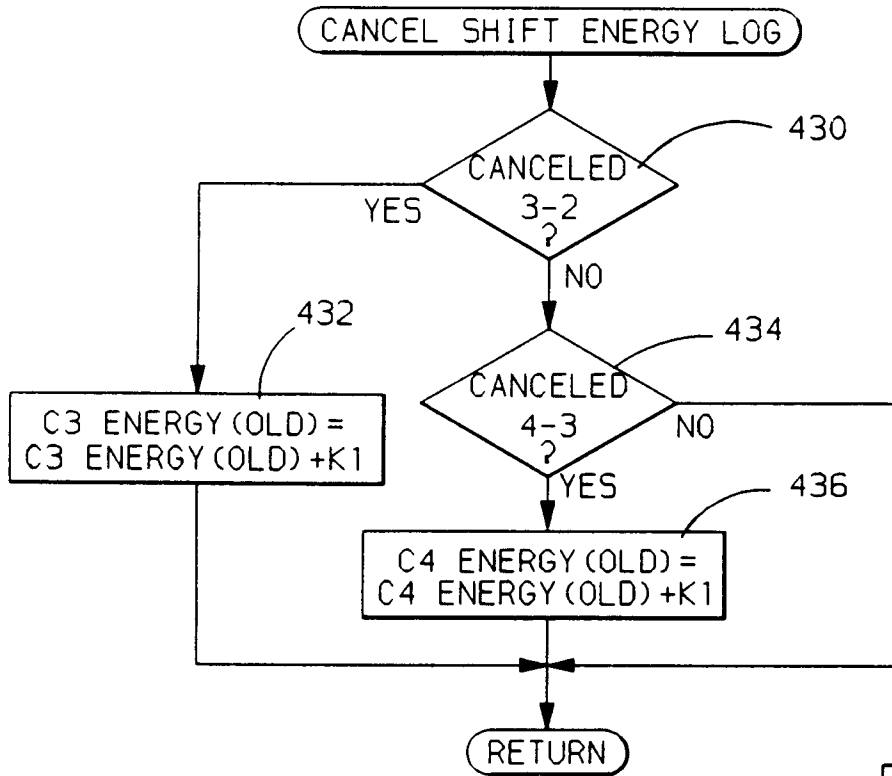 CANCEL SHIFT ENERGY LOG
430
CANCELED
3-2
?
YES
NO
432
434
C3 ENERGY(OLD)=
C3 ENERGY(OLD)+K1
CANCELED
4-3
?
NO
YES
436
C4 ENERGY(OLD)=
C4 ENERGY(OLD)+K1
RETURN